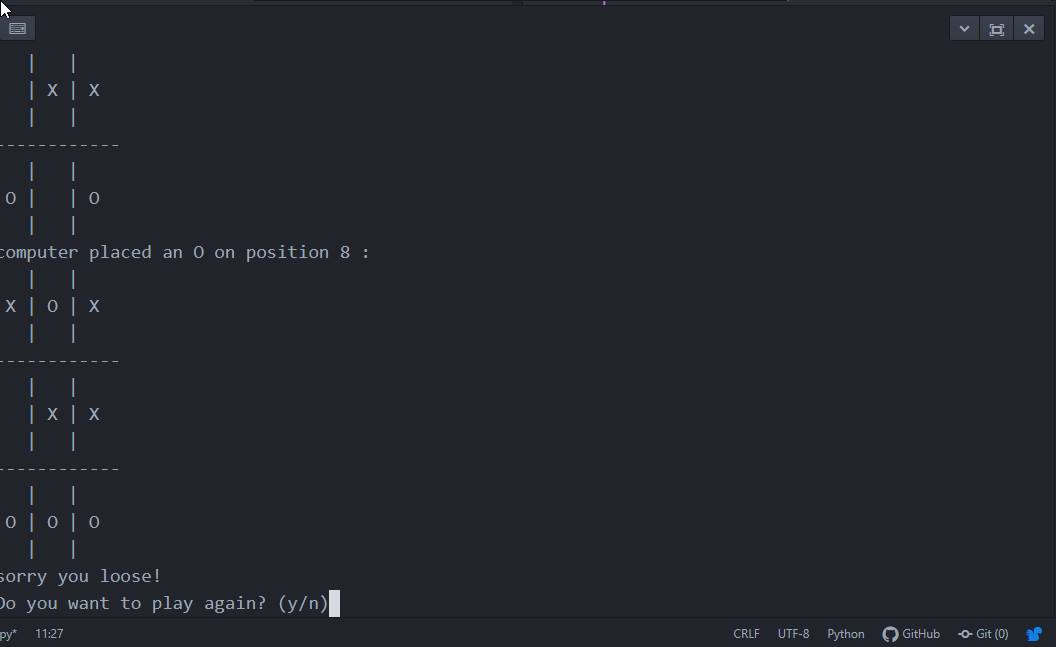 |   |
| X | X
|   |
------------
|   |
O |   | O
|   |
computer placed an O on position 8 :
|   |
X | O | X
|   |
------------
|   |
| X | X
|   |
------------
|   |
O | O | O
|   |
sorry you loose!
Do you want to play again? (y/n)
py* 11:27 CRLF UTF-8 Python GitHub Git (0)